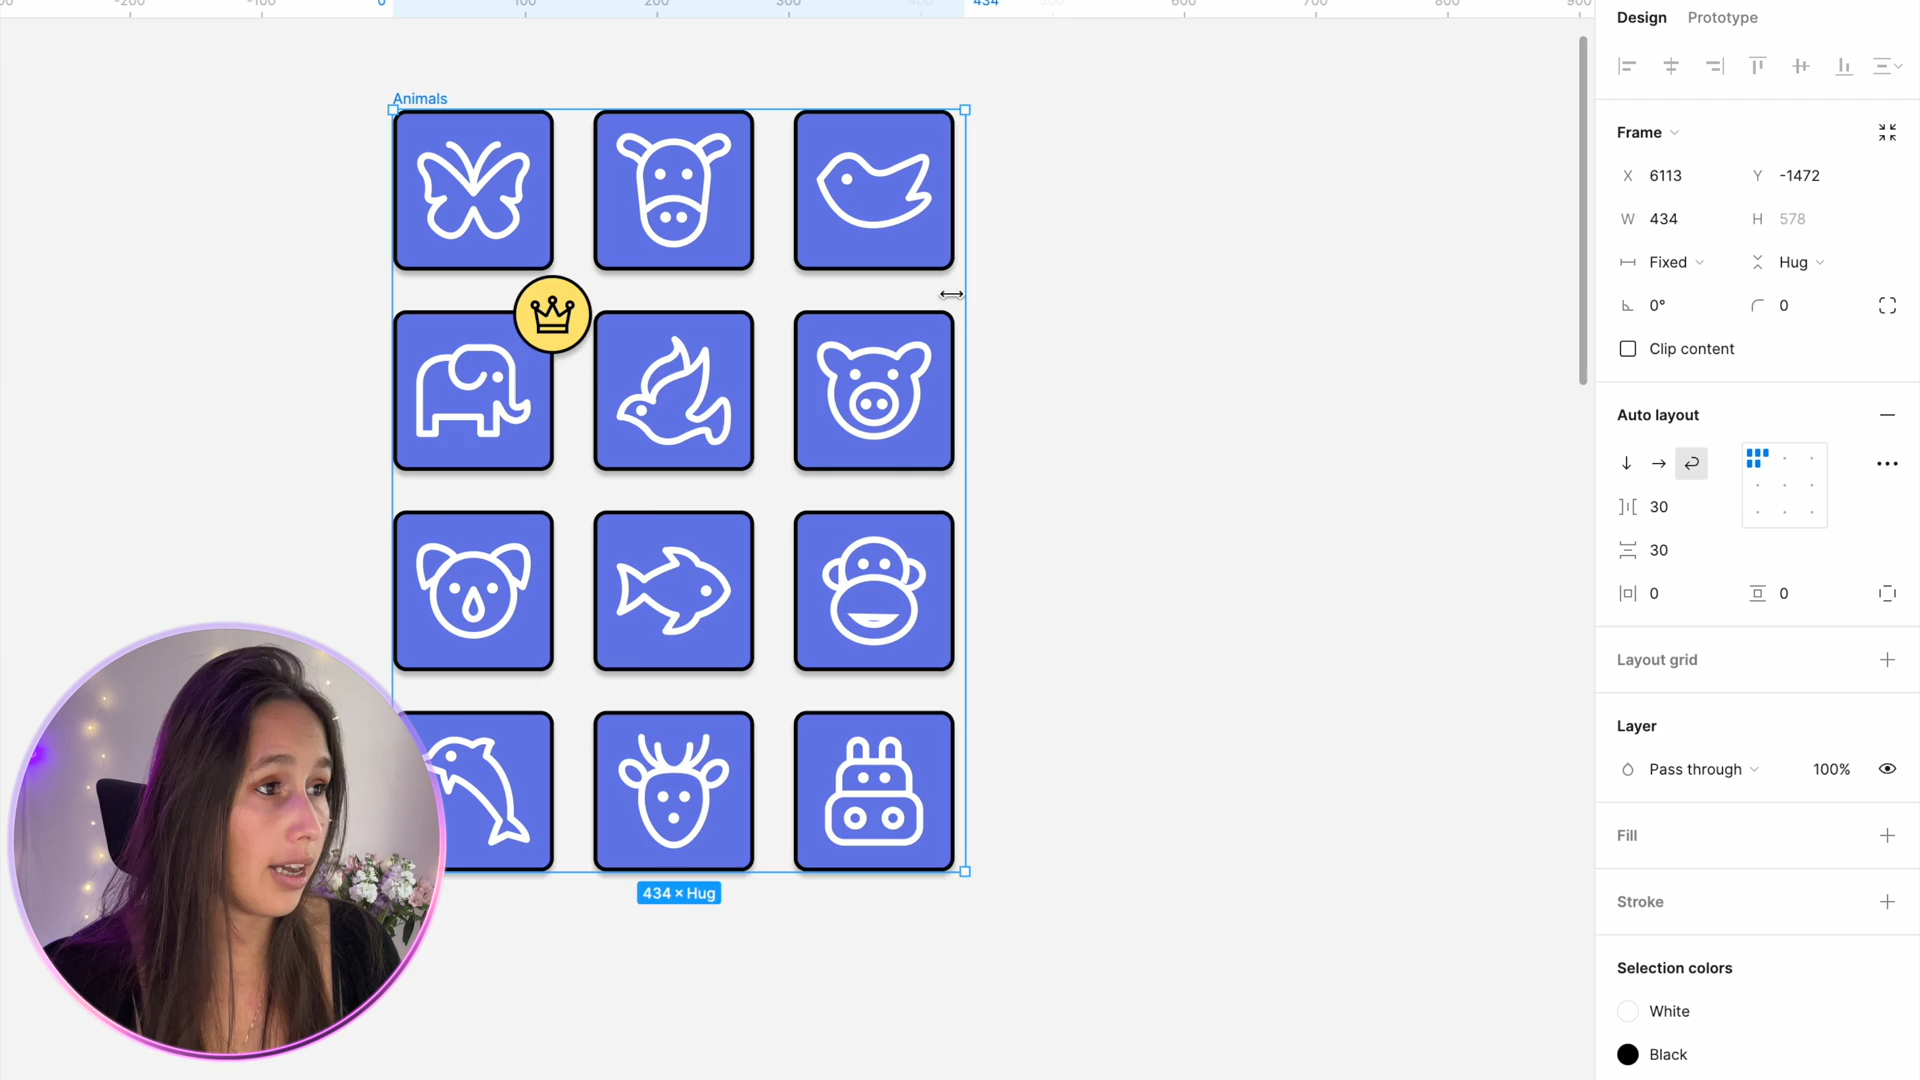 -200
-100
0
100
200
300
400
434
500
600
700
800
900
Animals
434 × Hug
Design Prototype
Frame
X 6113 Y -1472
W 434 H 578
Fixed Hug
0° 0
Clip content
Auto layout
30
30
0 0
Layout grid
Layer
Pass through 100%
Fill
Stroke
Selection colors
White
Black